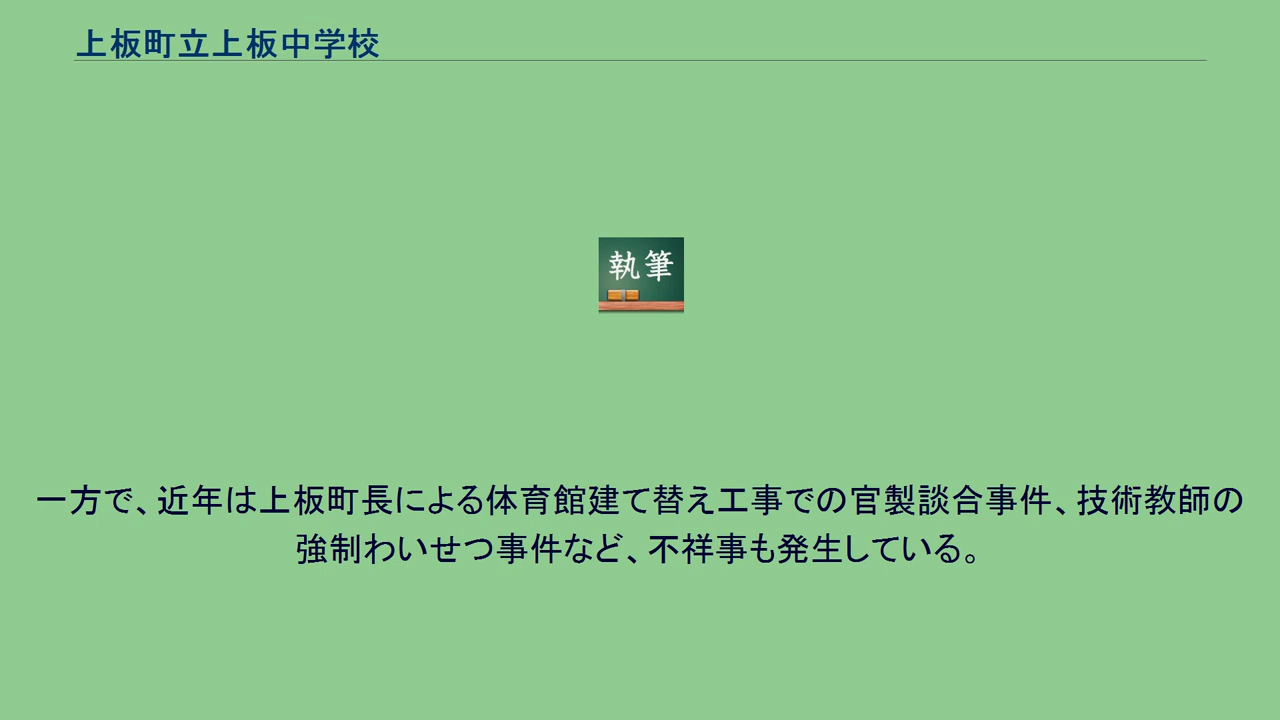 上板町立上板中学校
執筆
一方で、近年は上板町長による体育館建て替え工事での官製談合事件、技術教師の
強制わいせつ事件など、不祥事も発生している。